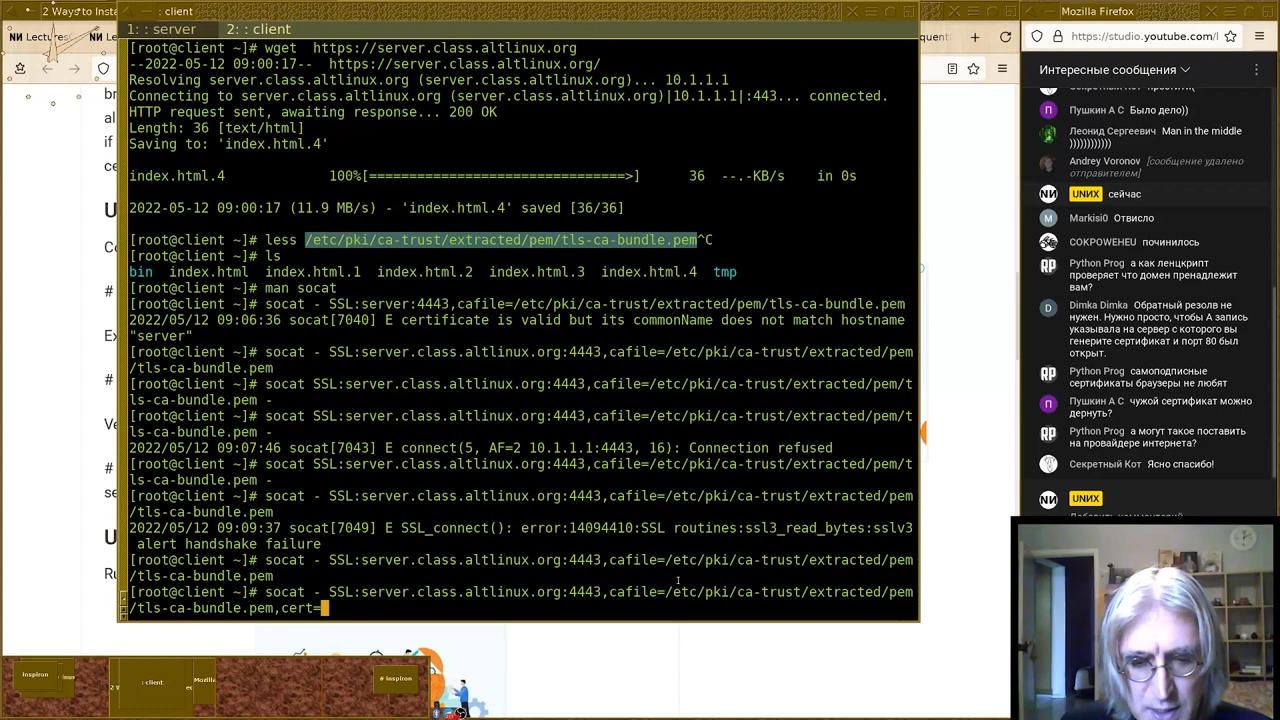 2 Ways to Inste
: client
Mozilla Firefox
1: : server
2: : client
LecturesC
L
quenti
https://studio.youtube.com/l
Интересные сообщения
[root@client ~]# wget  https://server.class.altlinux.org
--2022-05-12 09:00:17--  https://server.class.altlinux.org/
Resolving server.class.altlinux.org (server.class.altlinux.org)... 10.1.1.1
Connecting to server.class.altlinux.org (server.class.altlinux.org)|10.1.1.1|:443... connected.
HTTP request sent, awaiting response... 200 OK
Length: 36 [text/html]
Saving to: 'index.html.4'
index.html.4             100%[================================>]      36  --.-KB/s    in 0s
2022-05-12 09:00:17 (11.9 MB/s) - 'index.html.4' saved [36/36]
[root@client ~]# less /etc/pki/ca-trust/extracted/pem/tls-ca-bundle.pem^C
[root@client ~]# ls
bin  index.html  index.html.1  index.html.2  index.html.3  index.html.4  tmp
[root@client ~]# man socat
[root@client ~]# socat - SSL:server:4443,cafile=/etc/pki/ca-trust/extracted/pem/tls-ca-bundle.pem
2022/05/12 09:06:36 socat[7040] E certificate is valid but its commonName does not match hostname
"server"
[root@client ~]# socat - SSL:server.class.altlinux.org:4443,cafile=/etc/pki/ca-trust/extracted/pem
/tls-ca-bundle.pem
[root@client ~]# socat SSL:server.class.altlinux.org:4443,cafile=/etc/pki/ca-trust/extracted/pem/t
ls-ca-bundle.pem -
[root@client ~]# socat SSL:server.class.altlinux.org:4443,cafile=/etc/pki/ca-trust/extracted/pem/t
ls-ca-bundle.pem -
2022/05/12 09:07:46 socat[7043] E connect(5, AF=2 10.1.1.1:4443, 16): Connection refused
[root@client ~]# socat SSL:server.class.altlinux.org:4443,cafile=/etc/pki/ca-trust/extracted/pem/t
ls-ca-bundle.pem -
[root@client ~]# socat - SSL:server.class.altlinux.org:4443,cafile=/etc/pki/ca-trust/extracted/pem
/tls-ca-bundle.pem
2022/05/12 09:09:37 socat[7049] E SSL_connect(): error:14094410:SSL routines:ssl3_read_bytes:sslv3
 alert handshake failure
[root@client ~]# socat - SSL:server.class.altlinux.org:4443,cafile=/etc/pki/ca-trust/extracted/pem
/tls-ca-bundle.pem
[root@client ~]# socat - SSL:server.class.altlinux.org:4443,cafile=/etc/pki/ca-trust/extracted/pem
/tls-ca-bundle.pem,cert=
Пушкин А С Было дело))
Леонид Сергеевич Man in the middle
))))))))))))
Andrey Voronov [сообщение удалено
отправителем]
UNИX сейчас
Markisi0 Отвисло
COKPOWEHEU починилось
Python Prog а как ленцкрипт
проверяет что домен пренадлежит
вам?
Dimka Dimka Обратный резолв не
нужен. Нужно просто, чтобы А запись
указывала на сервер с которого вы
генерите сертификат и порт 80 был
открыт.
Python Prog самоподписные
сертификаты браузеры не любят
Пушкин А С чужой сертификат можно
дернуть?
Python Prog а могут такое поставить
на провайдере интернета?
Секретный Кот Ясно спасибо!
UNИX
inspiron
: client
Mozilla
# inspiron